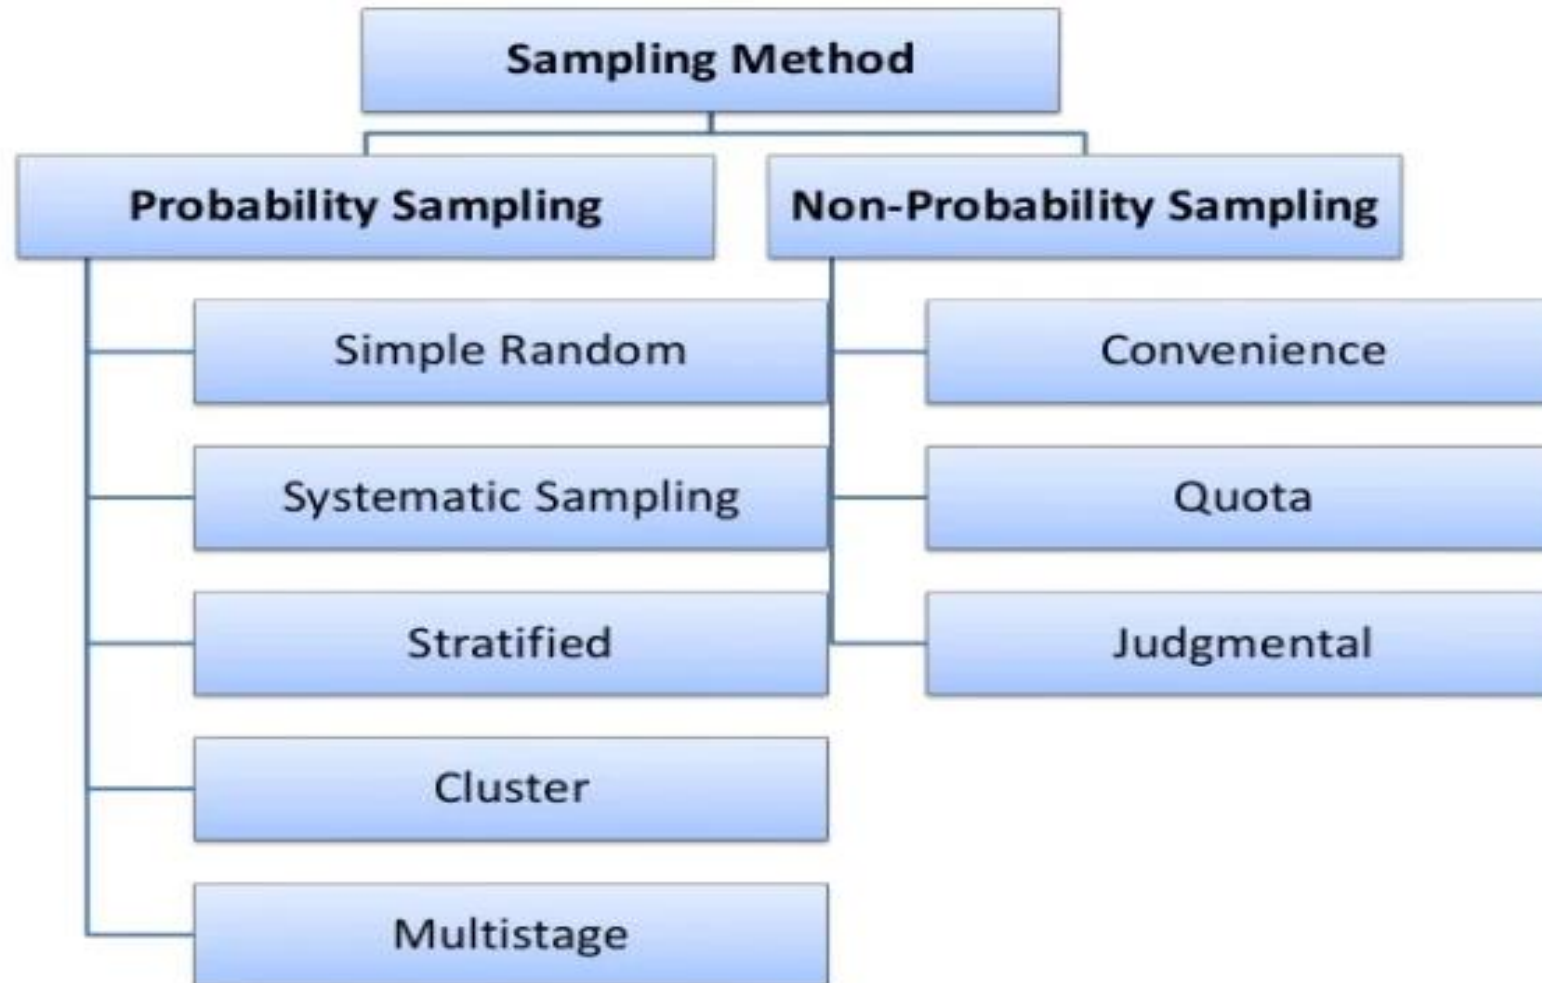 Sampling Method
Probability Sampling
Non-Probability Sampling
Simple Random
Convenience
Systematic Sampling
Quota
Stratified
Judgmental
Cluster
Multistage